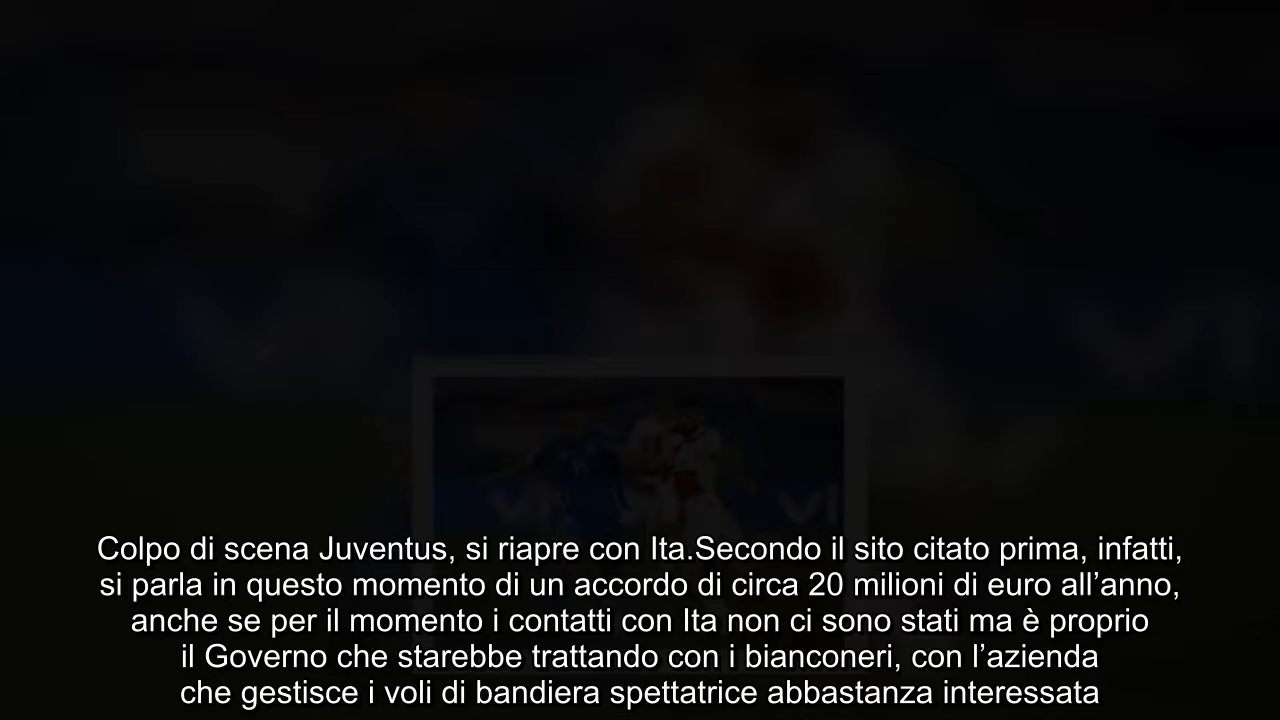 Colpo di scena Juventus, si riapre con Ita.Secondo il sito citato prima, infatti,
si parla in questo momento di un accordo di circa 20 milioni di euro all’anno,
anche se per il momento i contatti con Ita non ci sono stati ma è proprio
il Governo che starebbe trattando con i bianconeri, con l’azienda
che gestisce i voli di bandiera spettatrice abbastanza interessata